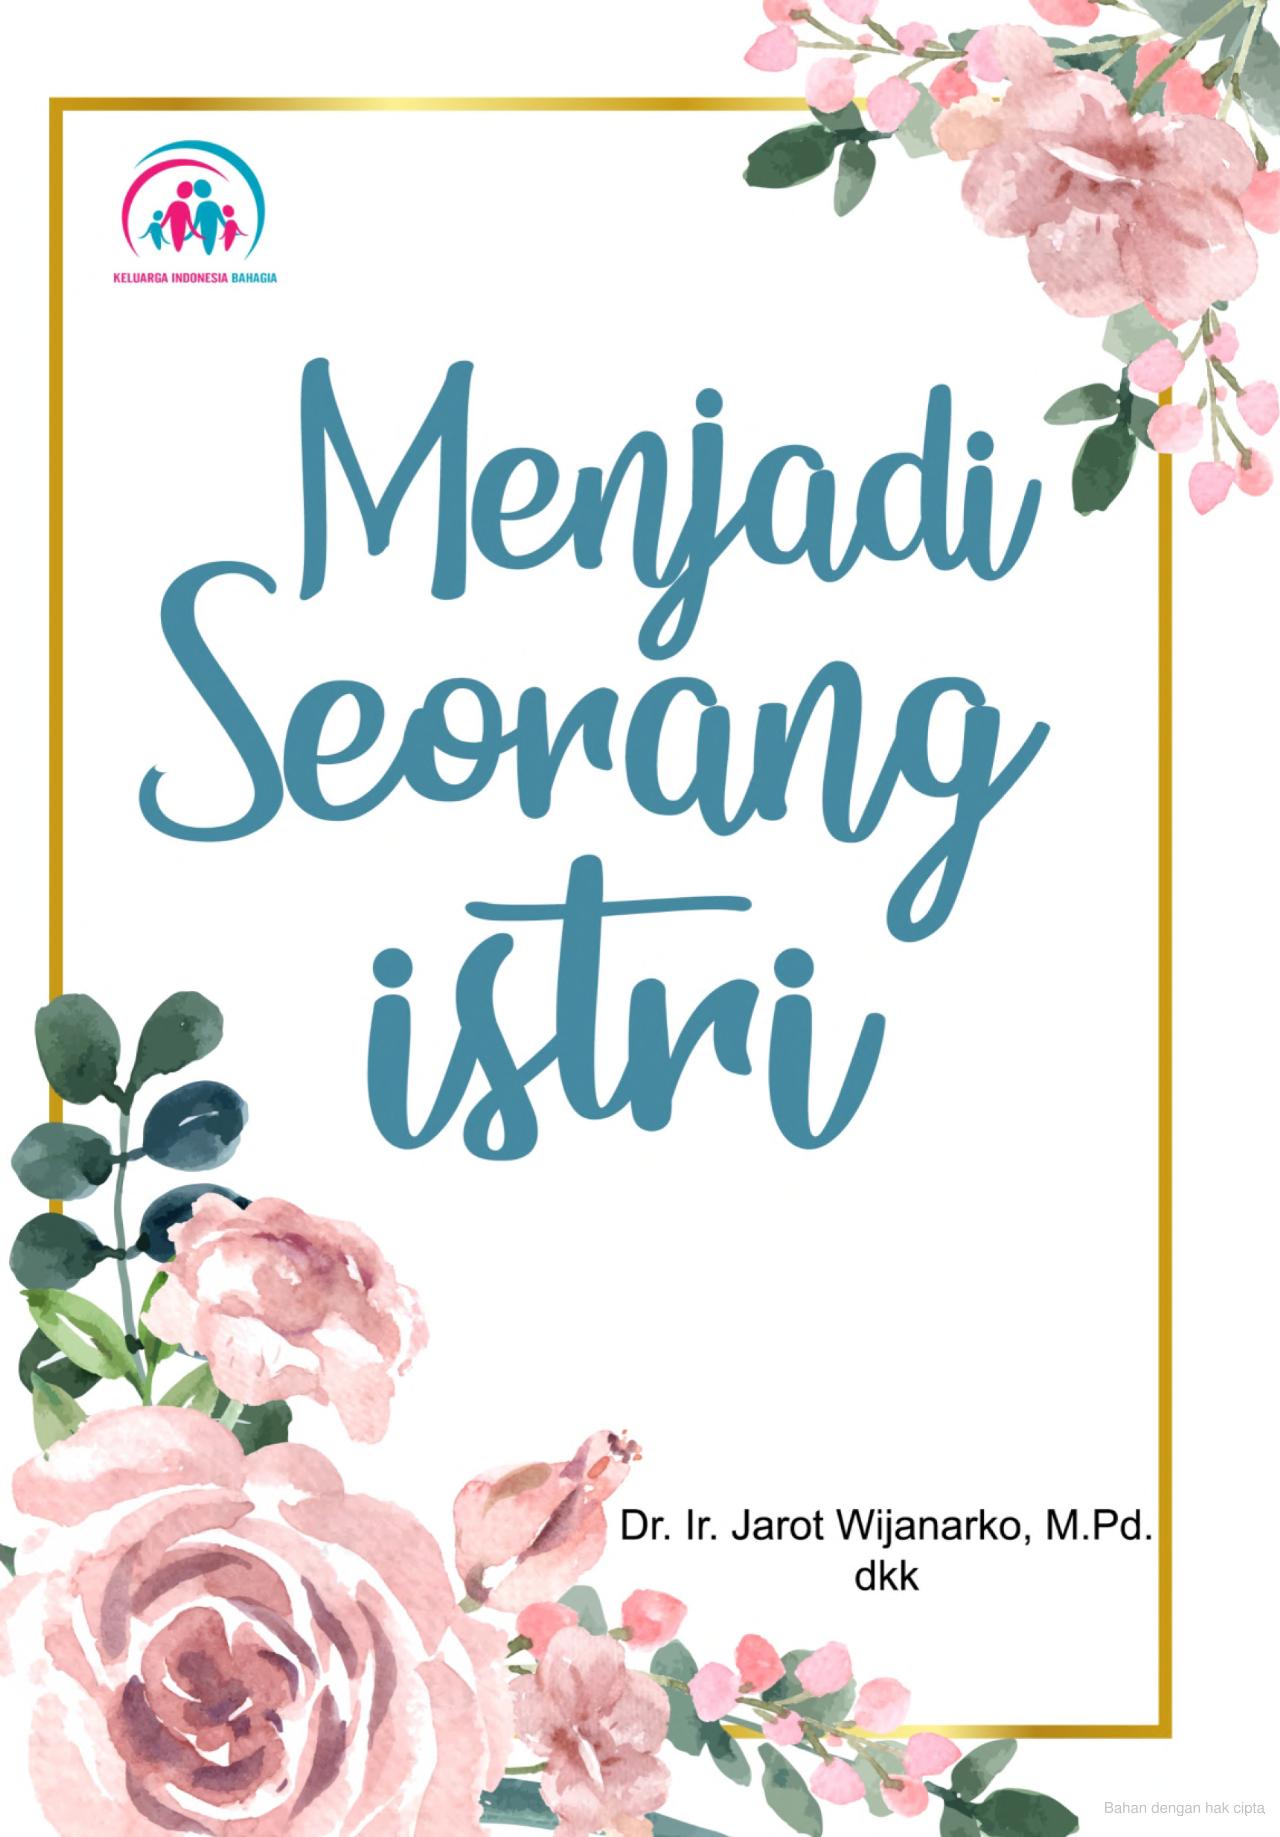 KELUARGA INDONESIA BAHAGIA
Menjadi
Seorang
istri
Dr. Ir. Jarot Wijanarko, M.Pd.
dkk
Bahan dengan hak cipta